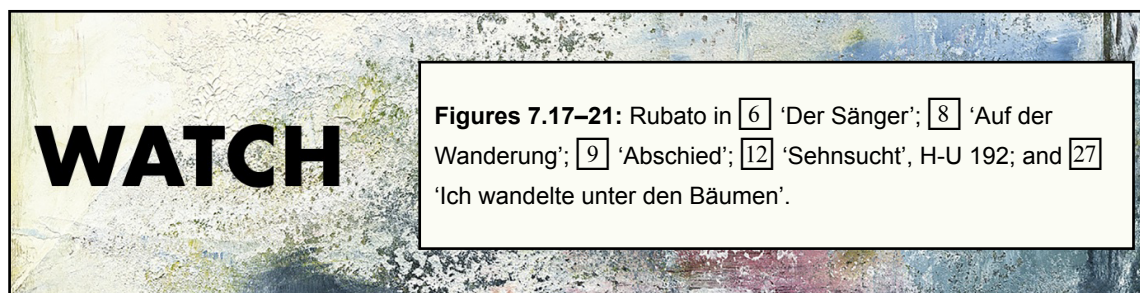 WATCH
Figures 7.17–21: Rubato in 6 ‘Der Sänger’; 8 ‘Auf der
Wanderung’; 9 ‘Abschied’; 12 ‘Sehnsucht’, H-U 192; and 27
‘Ich wandelte unter den Bäumen’.